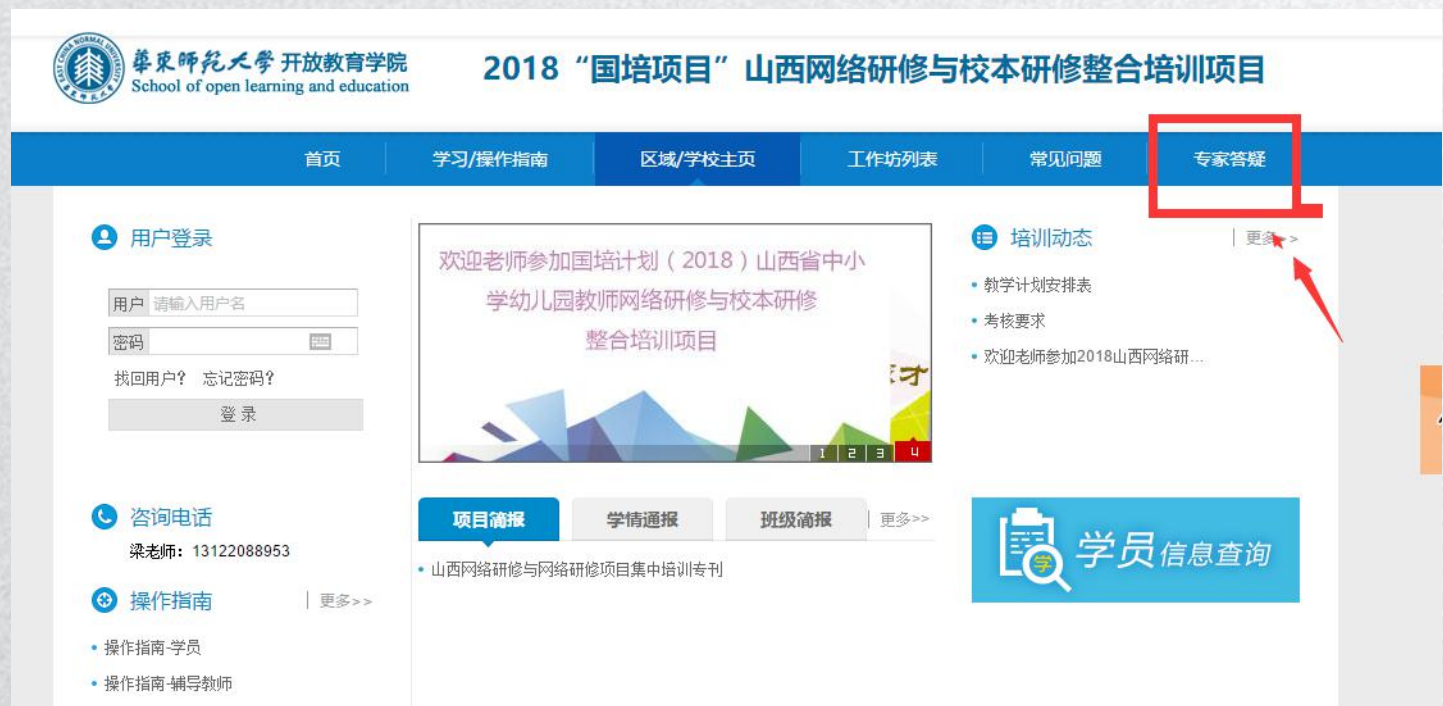 華東師範大學 开放教育学院
School of open learning and education
2018“国培项目”山西网络研修与校本研修整合培训项目
首页 学习/操作指南 区域/学校主页 工作坊列表 常见问题 专家答疑
用户登录
用户 请输入用户名
密码
找回用户? 忘记密码?
登 录
欢迎老师参加国培计划(2018)山西省中小
学幼儿园教师网络研修与校本研修
整合培训项目
1 2 3 4
培训动态
更多>>
• 教学计划安排表
• 考核要求
• 欢迎老师参加2018山西网络研...
咨询电话
梁老师: 13122088953
操作指南 更多>>
• 操作指南-学员
• 操作指南-辅导教师
项目简报 学情通报 班级简报 更多>>
• 山西网络研修与网络研修项目集中培训专刊
学员信息查询